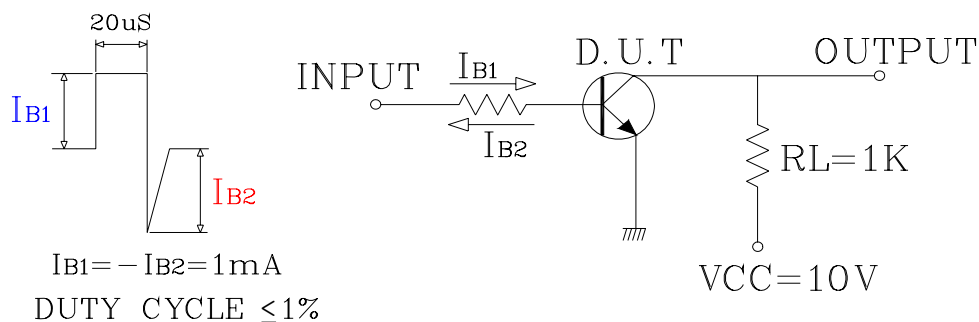 20uS
IB1
IB2
IB1=−IB2=1mA
DUTY CYCLE ≤1%
INPUT
IB1
IB2
D.U.T
OUTPUT
RL=1K
VCC=10V